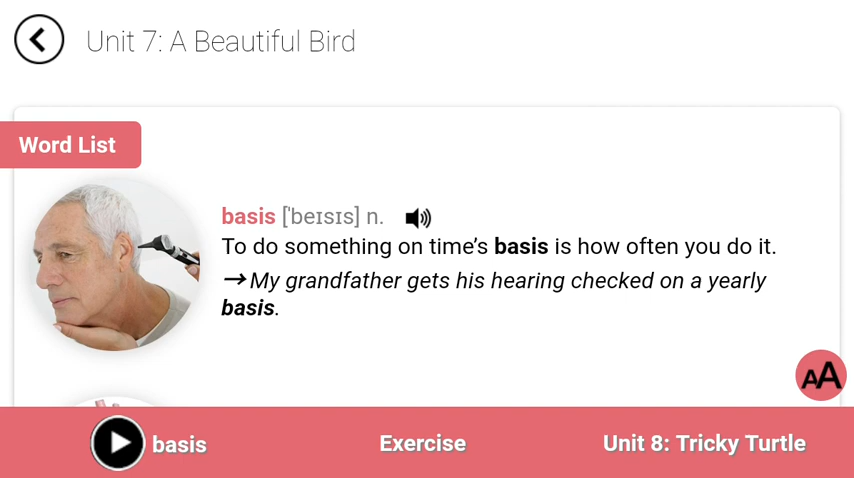 Unit 7: A Beautiful Bird
Word List
basis [ˈbeɪsɪs] n.
To do something on time’s basis is how often you do it.
→ My grandfather gets his hearing checked on a yearly
basis.
AA
basis
Exercise
Unit 8: Tricky Turtle